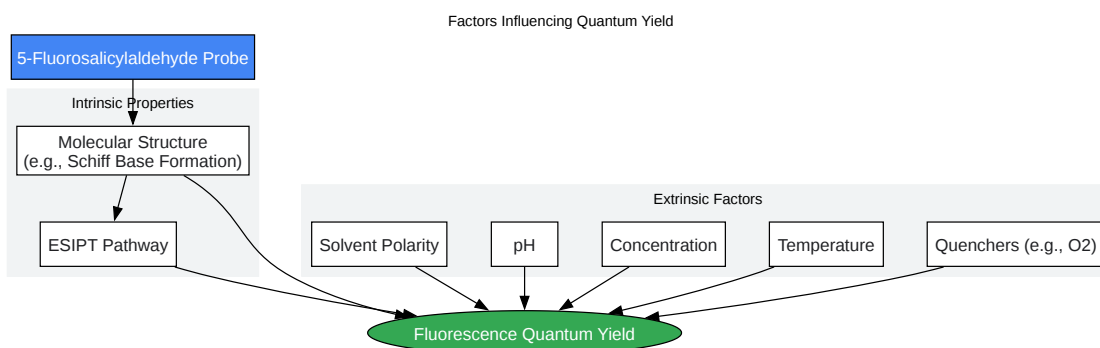 Factors Influencing Quantum Yield
5-Fluorosalicylaldehyde Probe
Intrinsic Properties
Molecular Structure
(e.g., Schiff Base Formation)
ESIPT Pathway
Extrinsic Factors
Solvent Polarity
pH
Concentration
Temperature
Quenchers (e.g., O2)
Fluorescence Quantum Yield